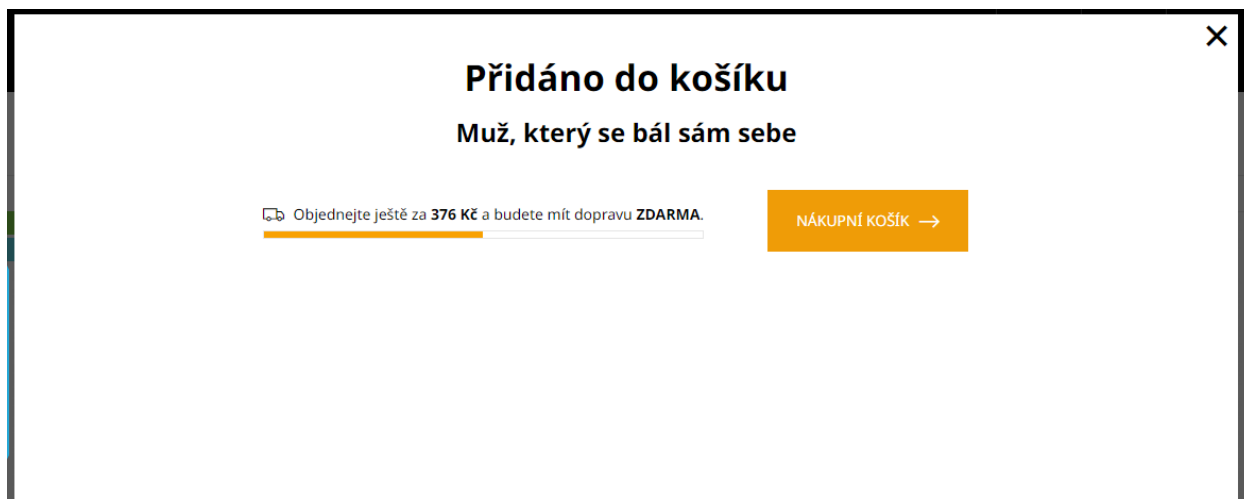 Přidáno do košíku
Muž, který se bál sám sebe
Objednejte ještě za 376 Kč a budete mít dopravu ZDARMA.
NÁKUPNÍ KOŠÍK